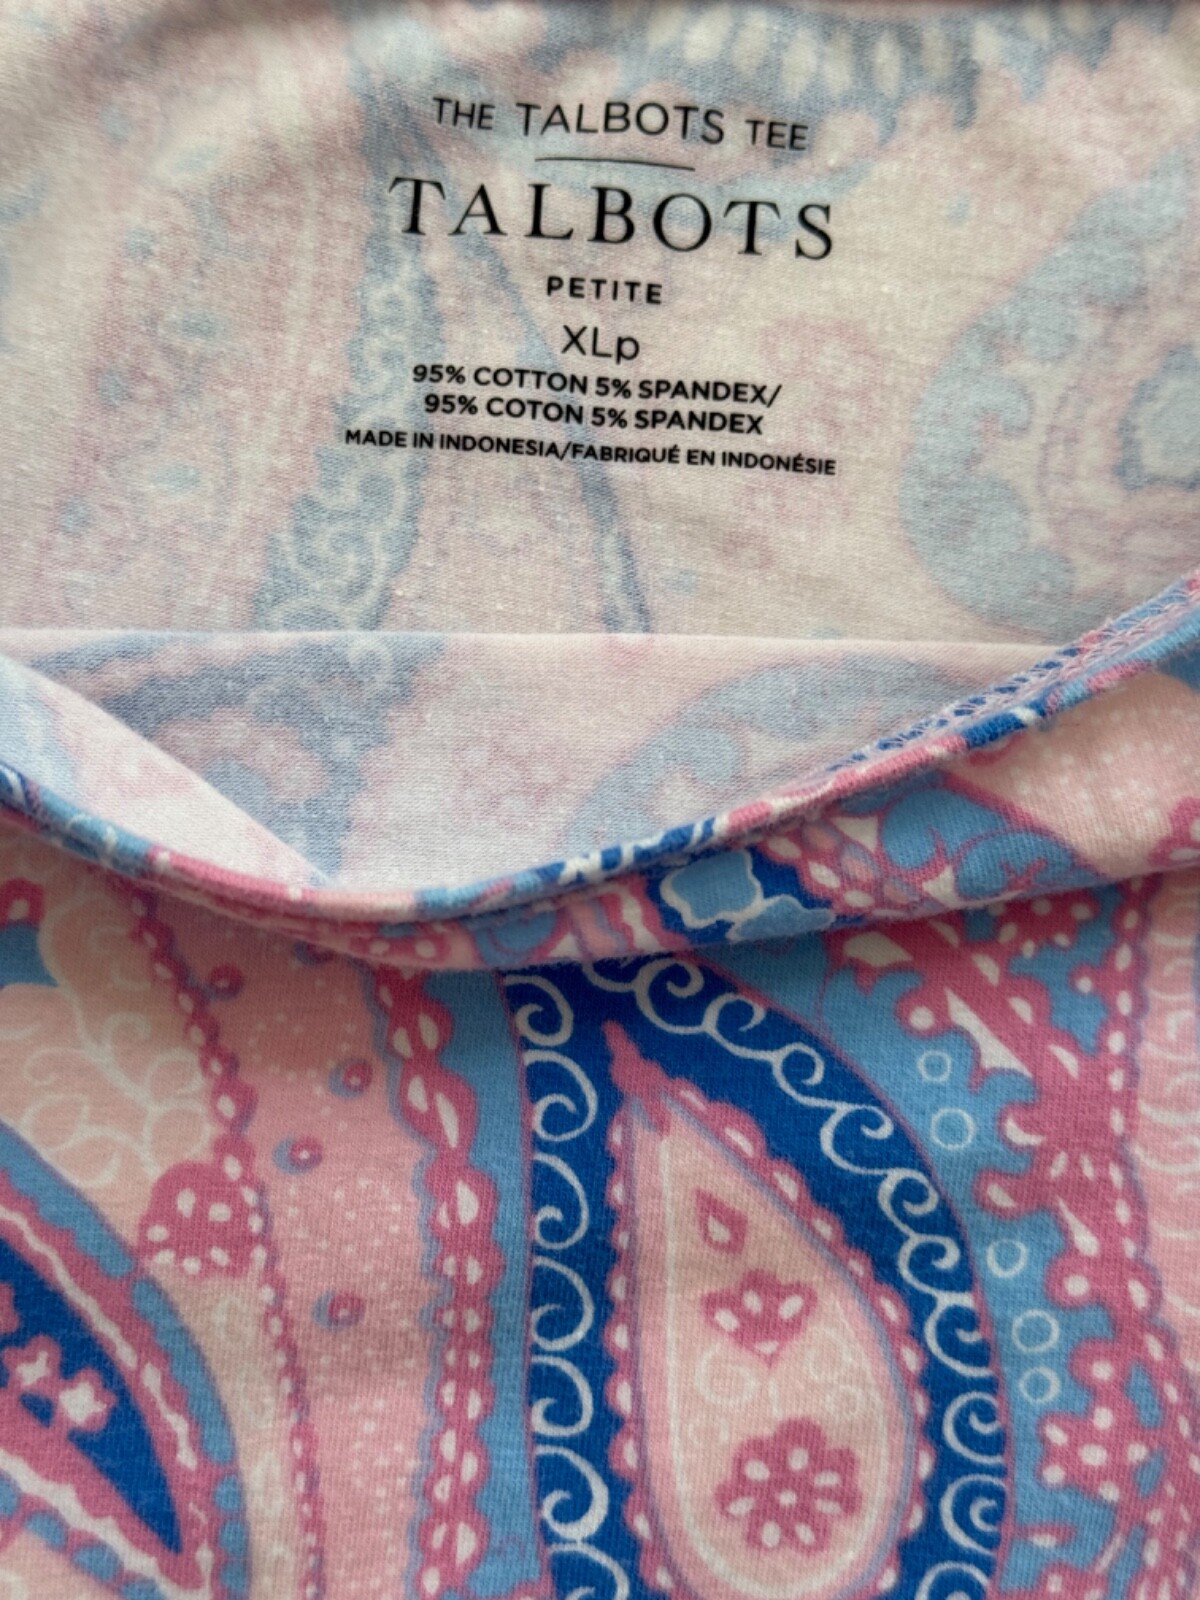 THE TALBOTS TEE
TALBOTS
PETITE
XLp
95% COTTON 5% SPANDEX/
95% COTON 5% SPANDEX
MADE IN INDONESIA/FABRIQUÉ EN INDONÉSIE